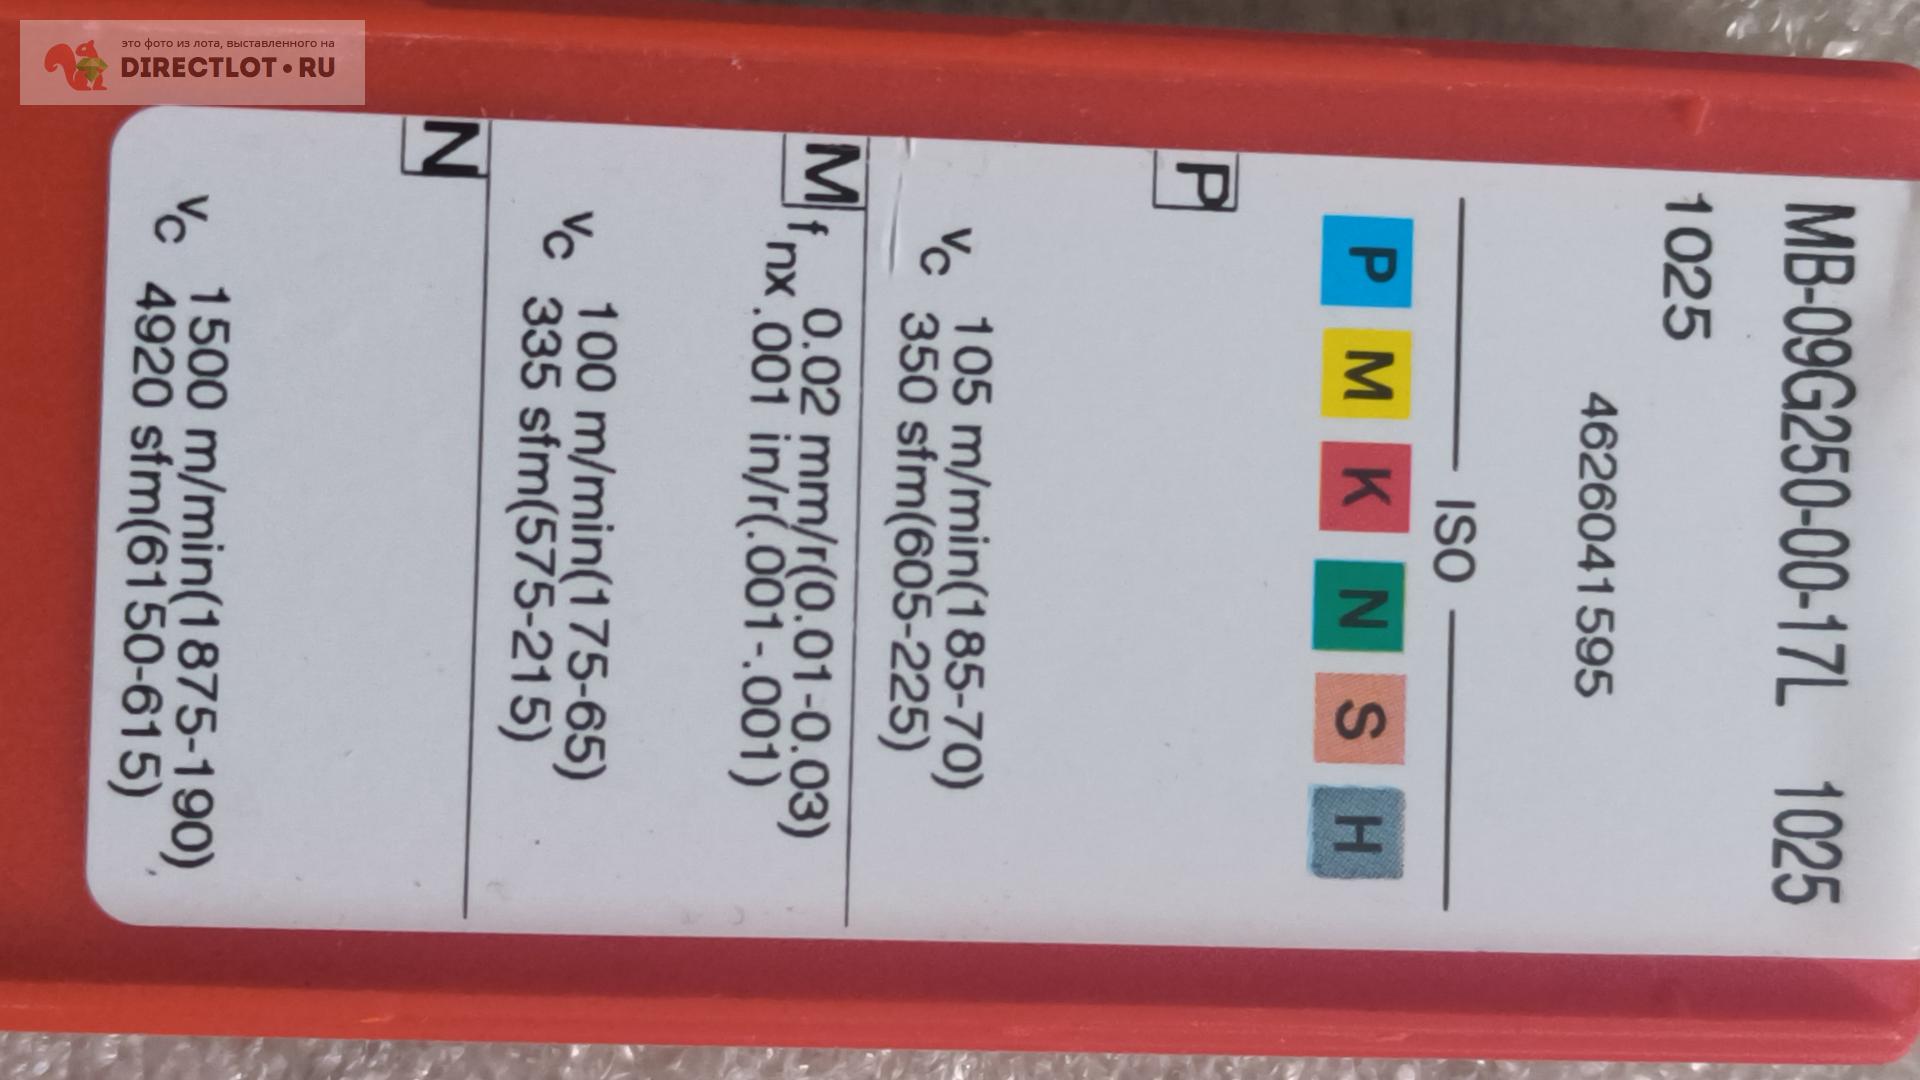 это фото из лота, выставленного на
DIRECTLOT•RU
MB-09G250-00-17L 1025
1025
4626041595
ISO
P M K N S H
P
vc 105 m/min(185-70)
350 sfm(605-225)
M
fnx 0.02 mm/r(0.01-0.03)
.001 in/r(.001-.001)
vc 100 m/min(175-65)
335 sfm(575-215)
N
vc 1500 m/min(1875-190)
4920 sfm(6150-615)